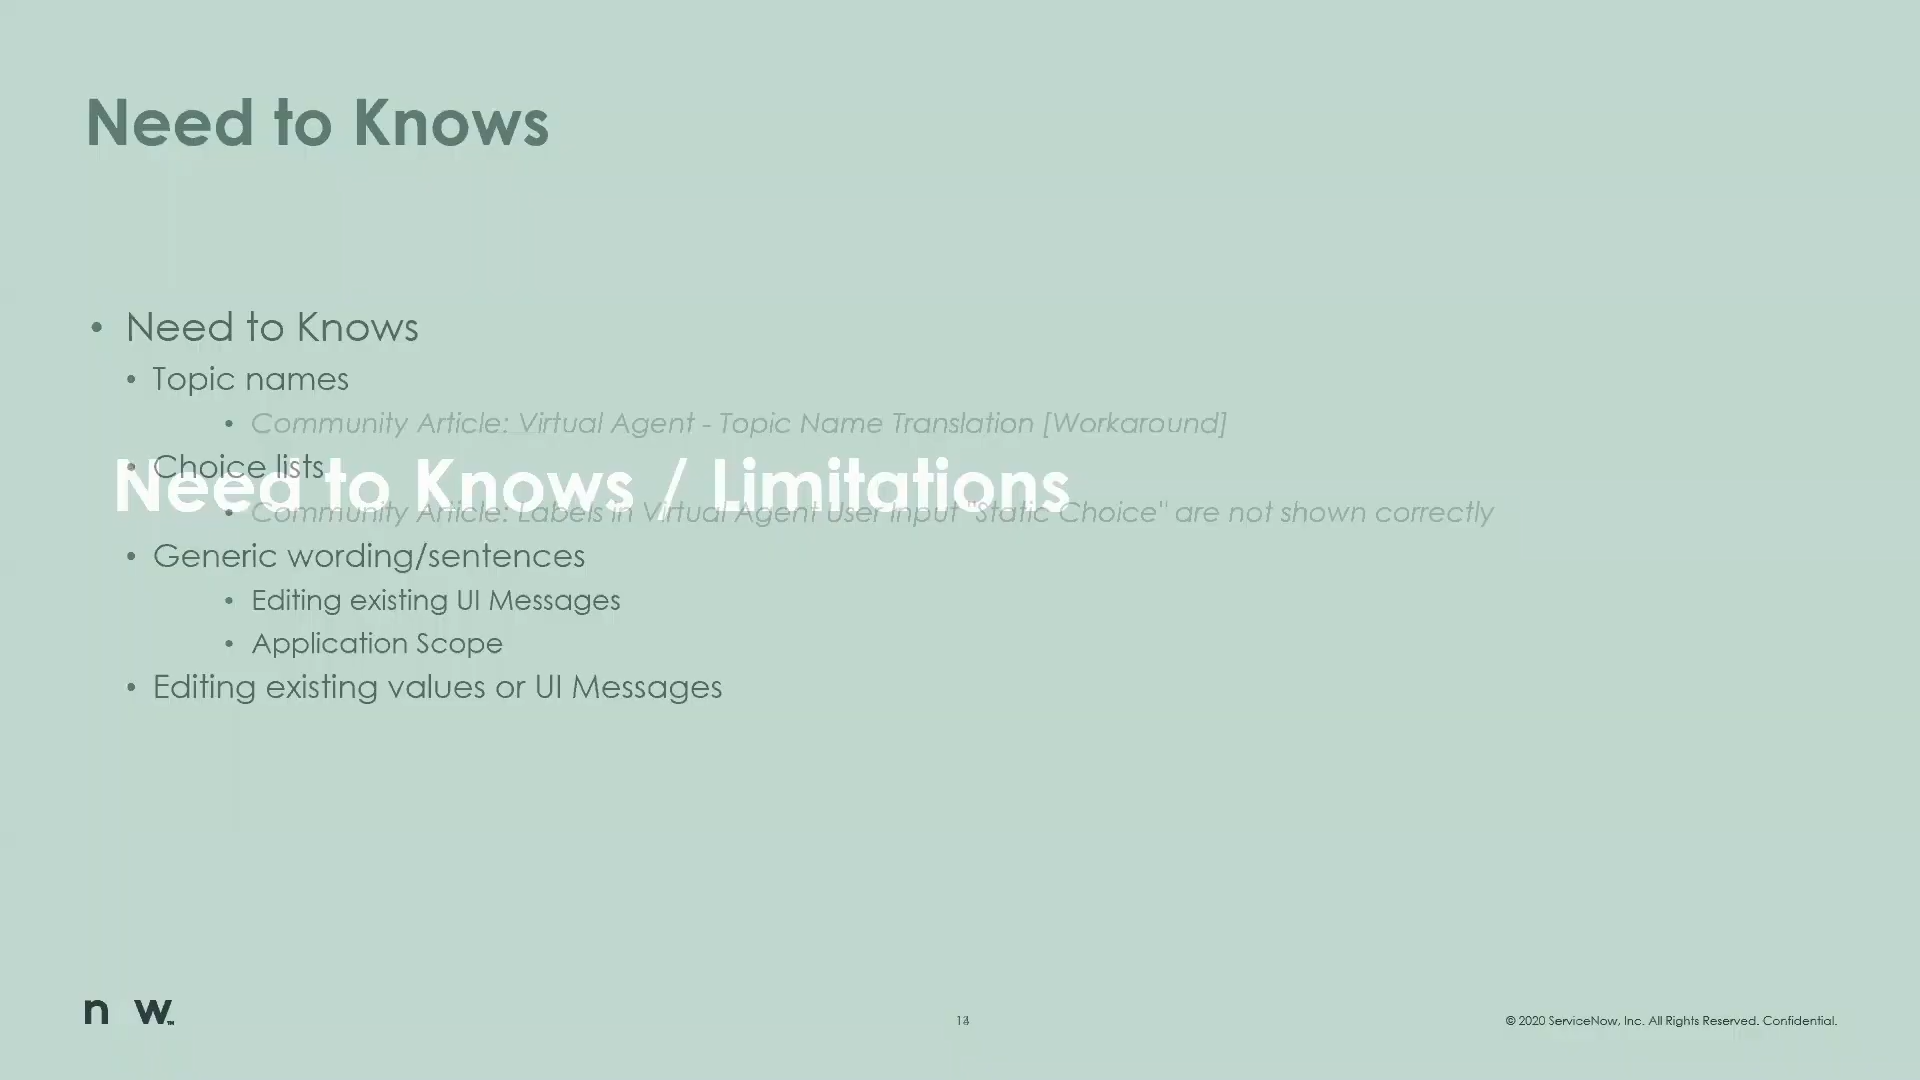 Need to Knows
• Need to Knows
• Topic names
• Community Article: Virtual Agent - Topic Name Translation [Workaround]
• Choice lists
Need to Knows / Limitations
• Community Article: Labels in Virtual Agent User Input "Static Choice" are not shown correctly
• Generic wording/sentences
• Editing existing UI Messages
• Application Scope
• Editing existing values or UI Messages
n w™
© 2020 ServiceNow, Inc. All Rights Reserved. Confidential.